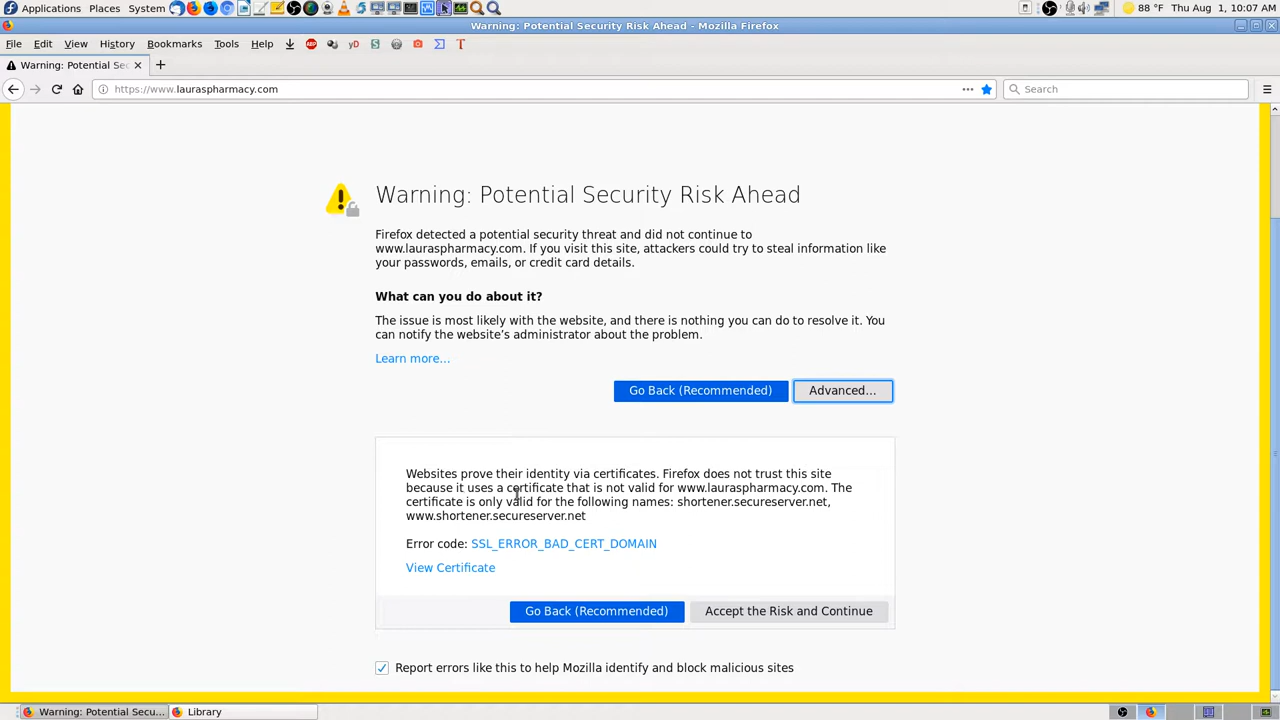 Applications Places System 88 °F Thu Aug 1, 10:07 AM
Warning: Potential Security Risk Ahead - Mozilla Firefox
File Edit View History Bookmarks Tools Help ABP yD S Σ T
Warning: Potential Sec
https://www.lauraspharmacy.com Search
Warning: Potential Security Risk Ahead
Firefox detected a potential security threat and did not continue to
www.lauraspharmacy.com. If you visit this site, attackers could try to steal information like
your passwords, emails, or credit card details.
What can you do about it?
The issue is most likely with the website, and there is nothing you can do to resolve it. You
can notify the website’s administrator about the problem.
Learn more…
Go Back (Recommended) Advanced…
Websites prove their identity via certificates. Firefox does not trust this site
because it uses a certificate that is not valid for www.lauraspharmacy.com. The
certificate is only valid for the following names: shortener.secureserver.net,
www.shortener.secureserver.net
Error code: SSL_ERROR_BAD_CERT_DOMAIN
View Certificate
Go Back (Recommended) Accept the Risk and Continue
Report errors like this to help Mozilla identify and block malicious sites
Warning: Potential Secu... Library